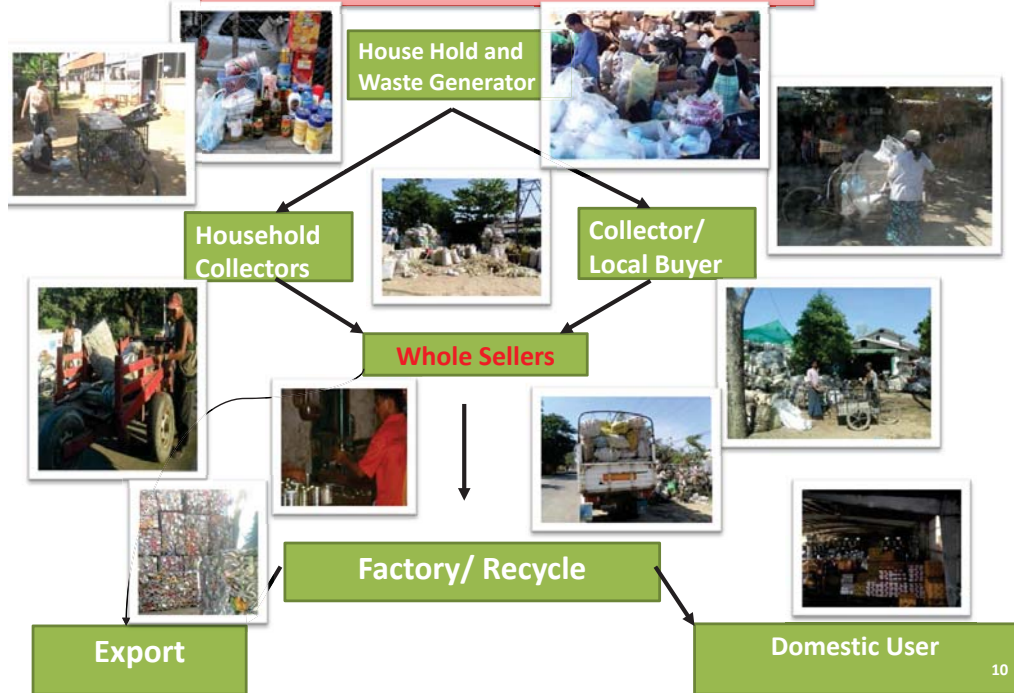 House Hold and
Waste Generator
Household
Collectors
Collector/
Local Buyer
Whole Sellers
Factory/ Recycle
Export
Domestic User
10